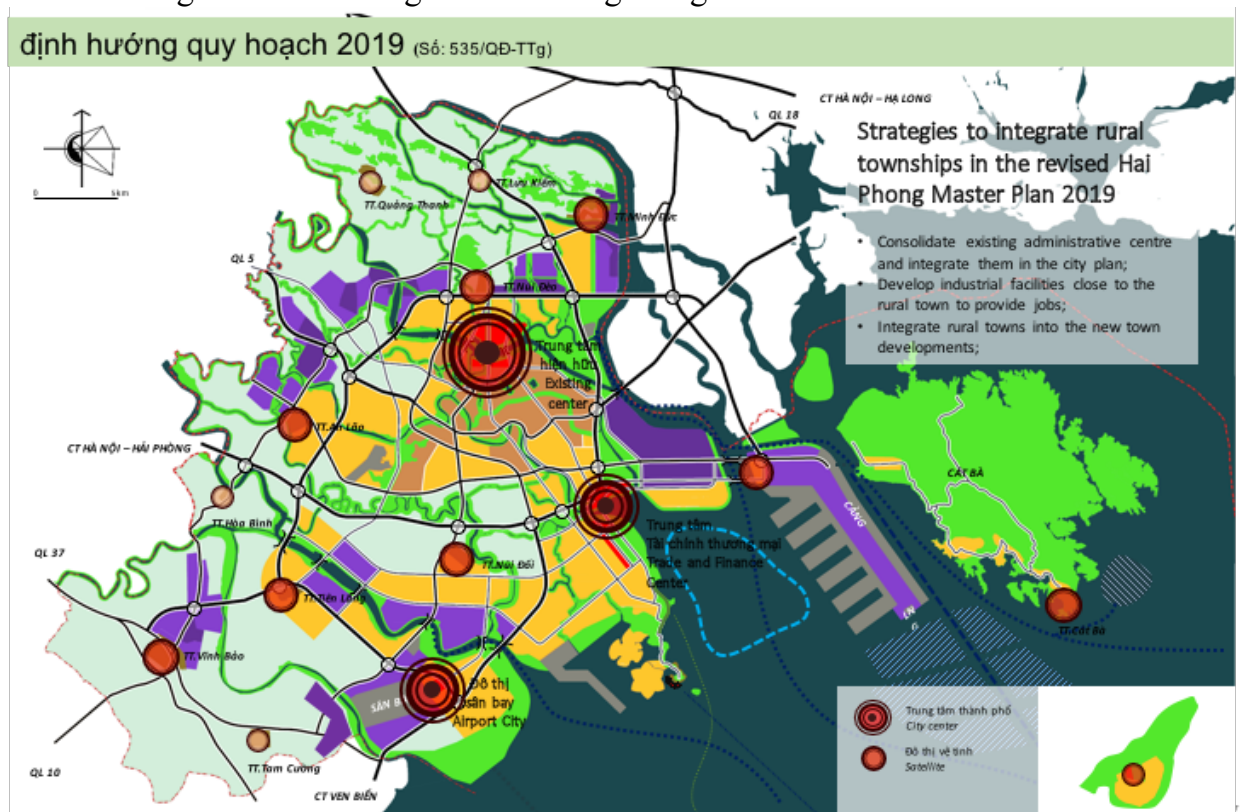 định hướng quy hoạch 2019 (Số: 535/QĐ-TTg)
CT HÀ NỘI – HẠ LONG
QL 18
Strategies to integrate rural
townships in the revised Hai
Phong Master Plan 2019
• Consolidate existing administrative centre
and integrate them in the city plan;
• Develop industrial facilities close to the
rural town to provide jobs;
• Integrate rural towns into the new town
developments;
0
5km
TT.Lưu Kiếm
TT.Quảng Thanh
TT.Minh Đức
QL 5
TT.Núi Đèo
Trung tâm
hiện hữu
Existing
center
TT.An Lão
CT HÀ NỘI – HẢI PHÒNG
CÁT BÀ
CẢNG
TT.Hòa Bình
Trung tâm
Tài chính thương mại
Trade and Finance
Center
QL 37
TT.Núi Đối
TT.Tiên Lãng
TT.Cát Bà
TT.Vĩnh Bảo
SÂN B
Đô thị
sân bay
Airport City
TT.Tam Cường
QL 10
CT VEN BIỂN
Trung tâm thành phố
City center
Đô thị vệ tinh
Satellite